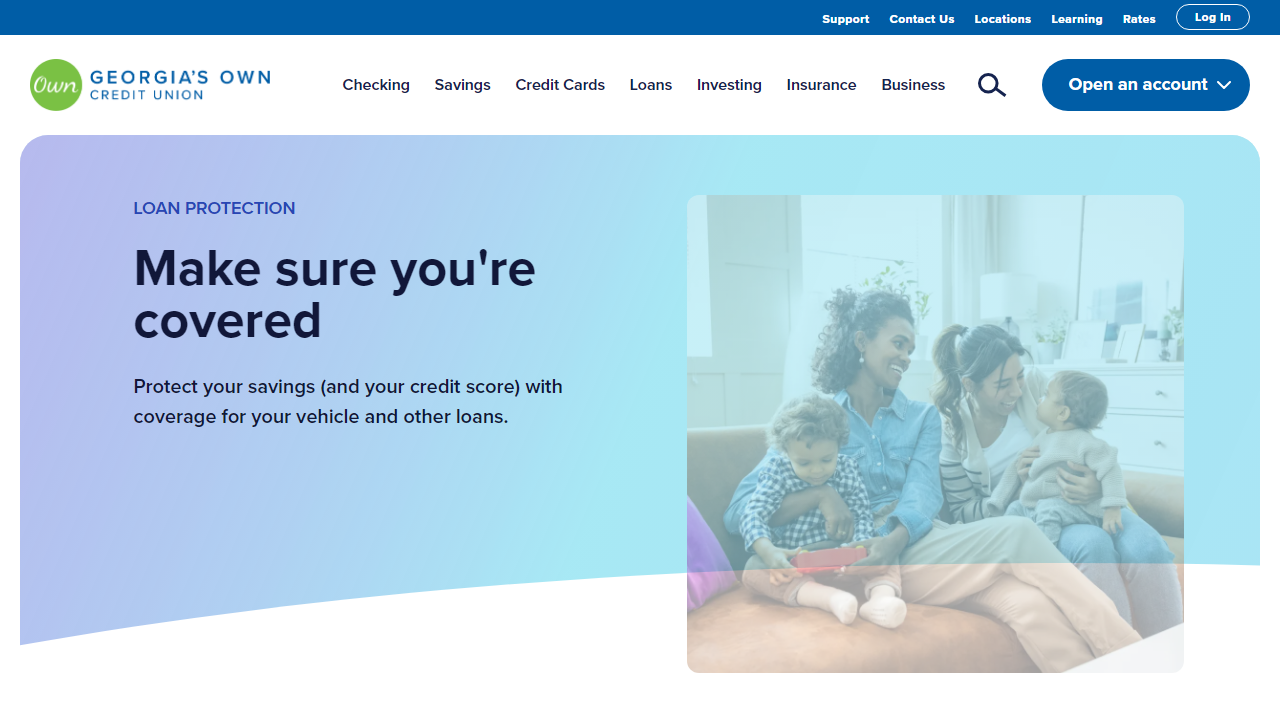 Support Contact Us Locations Learning Rates Log In
Own GEORGIA'S OWN
CREDIT UNION
Checking Savings Credit Cards Loans Investing Insurance Business Open an account
LOAN PROTECTION
Make sure you're
covered
Protect your savings (and your credit score) with
coverage for your vehicle and other loans.